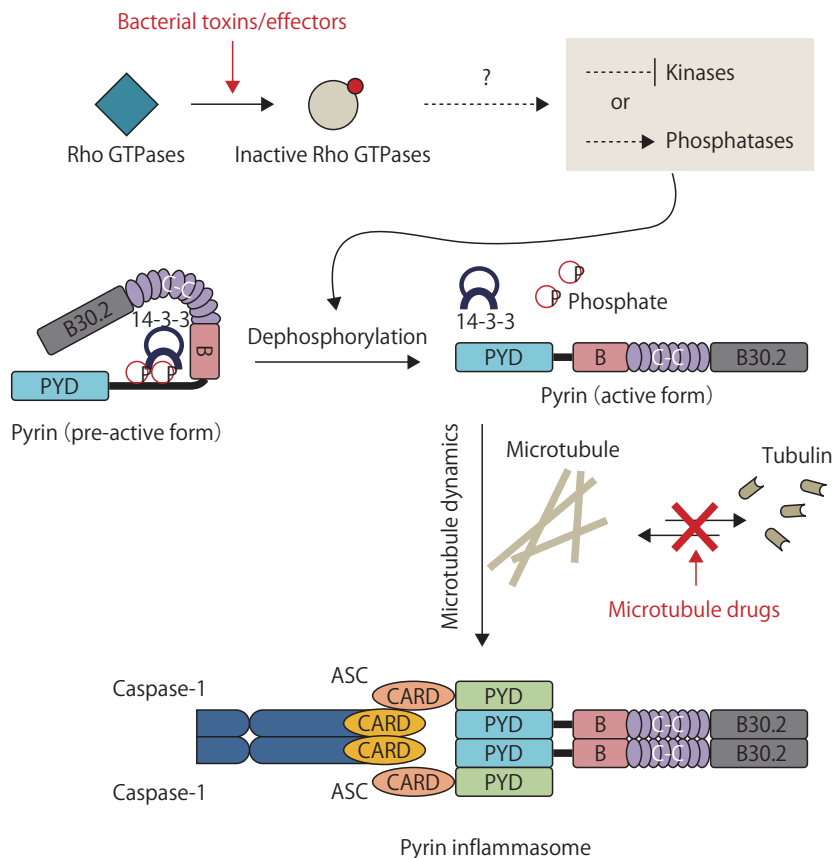 Bacterial toxins/effectors
?
Kinases
or
Phosphatases
Rho GTPases
Inactive Rho GTPases
C-C
B30.2
14-3-3
B
P P
PYD
Pyrin (pre-active form)
Dephosphorylation
14-3-3
P
P
Phosphate
PYD
B
C-C
B30.2
Pyrin (active form)
Microtubule dynamics
Microtubule
Tubulin
Microtubule drugs
Caspase-1
ASC
CARD
PYD
CARD
PYD
B
C-C
B30.2
CARD
PYD
B
C-C
B30.2
Caspase-1
ASC
CARD
PYD
Pyrin inflammasome